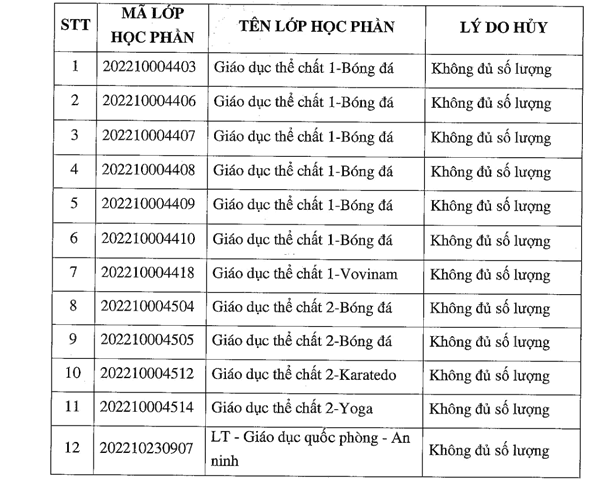 STT MÃ LỚP HỌC PHẦN TÊN LỚP HỌC PHẦN LÝ DO HỦY
1 202210004403 Giáo dục thể chất 1-Bóng đá Không đủ số lượng
2 202210004406 Giáo dục thể chất 1-Bóng đá Không đủ số lượng
3 202210004407 Giáo dục thể chất 1-Bóng đá Không đủ số lượng
4 202210004408 Giáo dục thể chất 1-Bóng đá Không đủ số lượng
5 202210004409 Giáo dục thể chất 1-Bóng đá Không đủ số lượng
6 202210004410 Giáo dục thể chất 1-Bóng đá Không đủ số lượng
7 202210004418 Giáo dục thể chất 1-Vovinam Không đủ số lượng
8 202210004504 Giáo dục thể chất 2-Bóng đá Không đủ số lượng
9 202210004505 Giáo dục thể chất 2-Bóng đá Không đủ số lượng
10 202210004512 Giáo dục thể chất 2-Karatedo Không đủ số lượng
11 202210004514 Giáo dục thể chất 2-Yoga Không đủ số lượng
12 202210230907 LT - Giáo dục quốc phòng - An ninh Không đủ số lượng